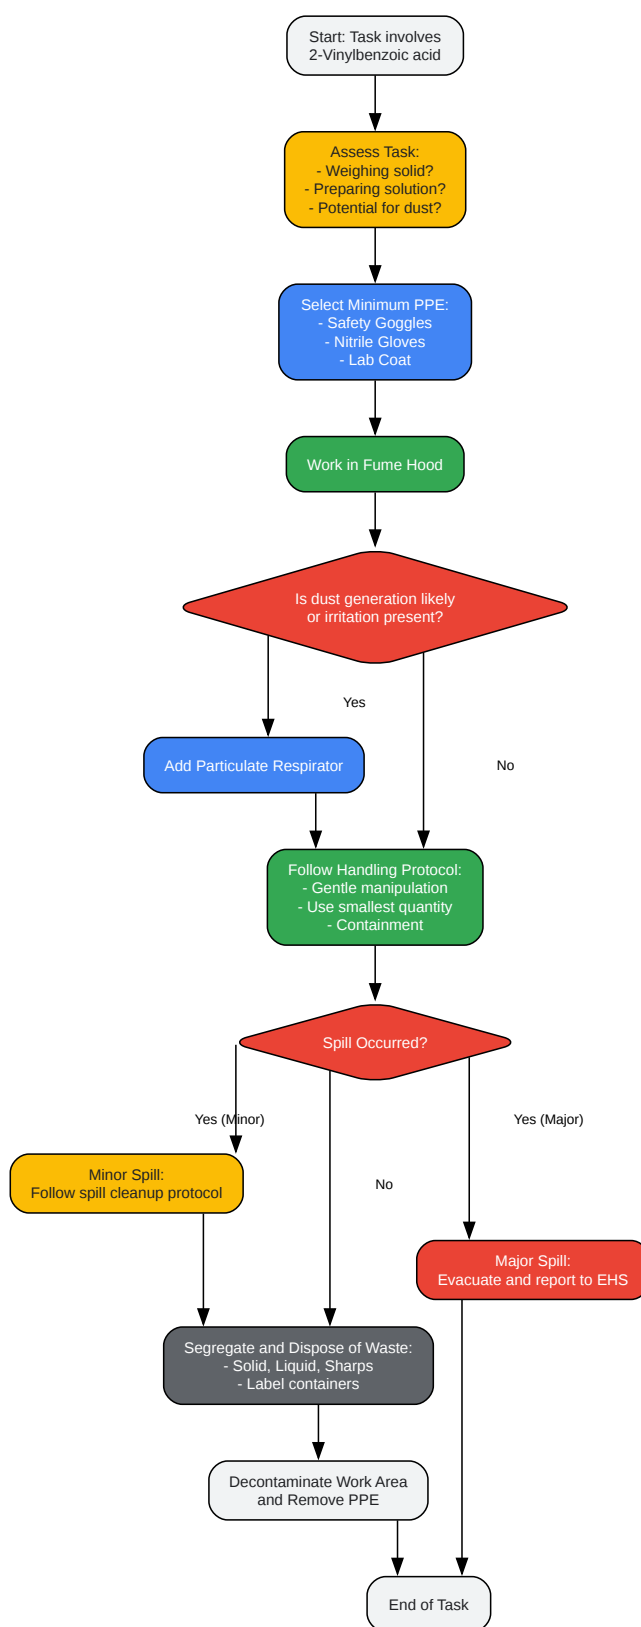 Start: Task involves
2-Vinylbenzoic acid
Assess Task:
- Weighing solid?
- Preparing solution?
- Potential for dust?
Select Minimum PPE:
- Safety Goggles
- Nitrile Gloves
- Lab Coat
Work in Fume Hood
Is dust generation likely
or irritation present?
Yes
Add Particulate Respirator
No
Follow Handling Protocol:
- Gentle manipulation
- Use smallest quantity
- Containment
Spill Occurred?
Yes (Minor)
Yes (Major)
Minor Spill:
Follow spill cleanup protocol
No
Major Spill:
Evacuate and report to EHS
Segregate and Dispose of Waste:
- Solid, Liquid, Sharps
- Label containers
Decontaminate Work Area
and Remove PPE
End of Task